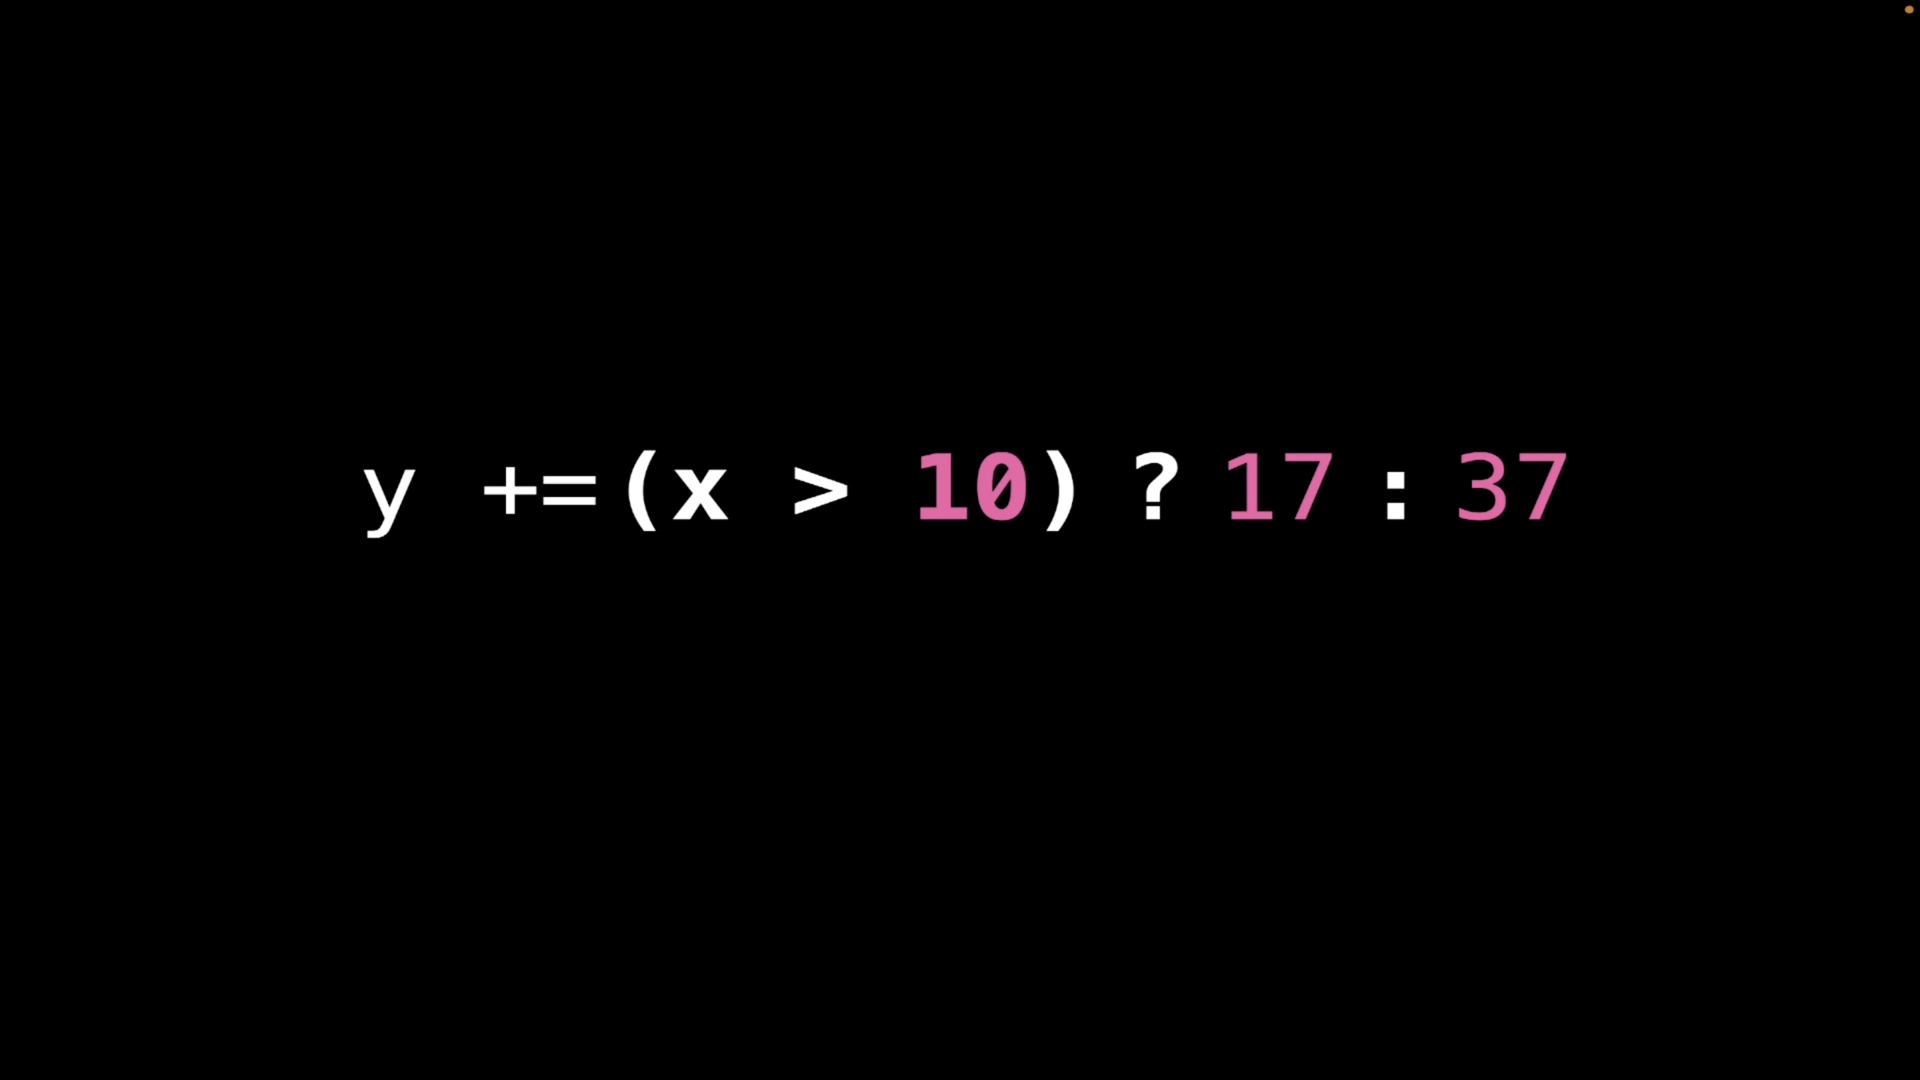 y += (x > 10) ? 17 : 37